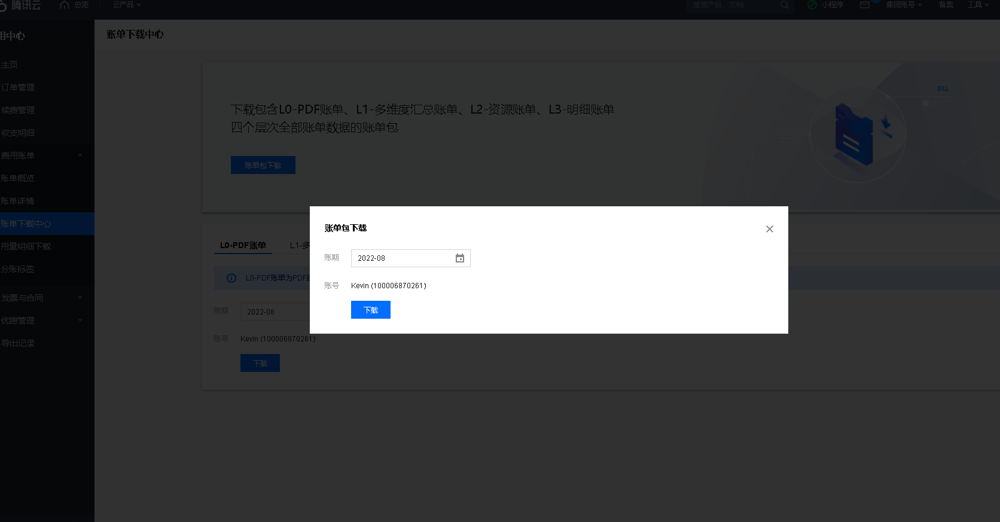 腾讯云
总览
云产品
搜索产品、文档
小程序
集团账号
备案
工具
用中心
主页
订单管理
续费管理
收支明细
费用账单
账单概览
账单详情
账单下载中心
用量明细下载
分账标签
发票与合同
优惠管理
导出记录
账单下载中心
下载包含L0-PDF账单、L1-多维度汇总账单、L2-资源账单、L3-明细账单
四个层次全部账单数据的账单包
账单包下载
BILL
L0-PDF账单
L1-多
L0-PDF账单为PDF
账期
2022-08
账号
Kevin (100006870261)
下载
账单包下载
账期
2022-08
账号
Kevin (100006870261)
下载